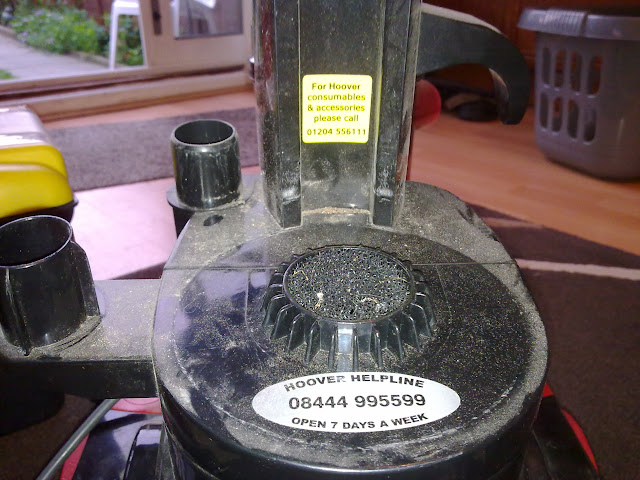 For Hoover
consumables
& accessories
please call
01204 556111
HOOVER HELPLINE
08444 995599
OPEN 7 DAYS A WEEK